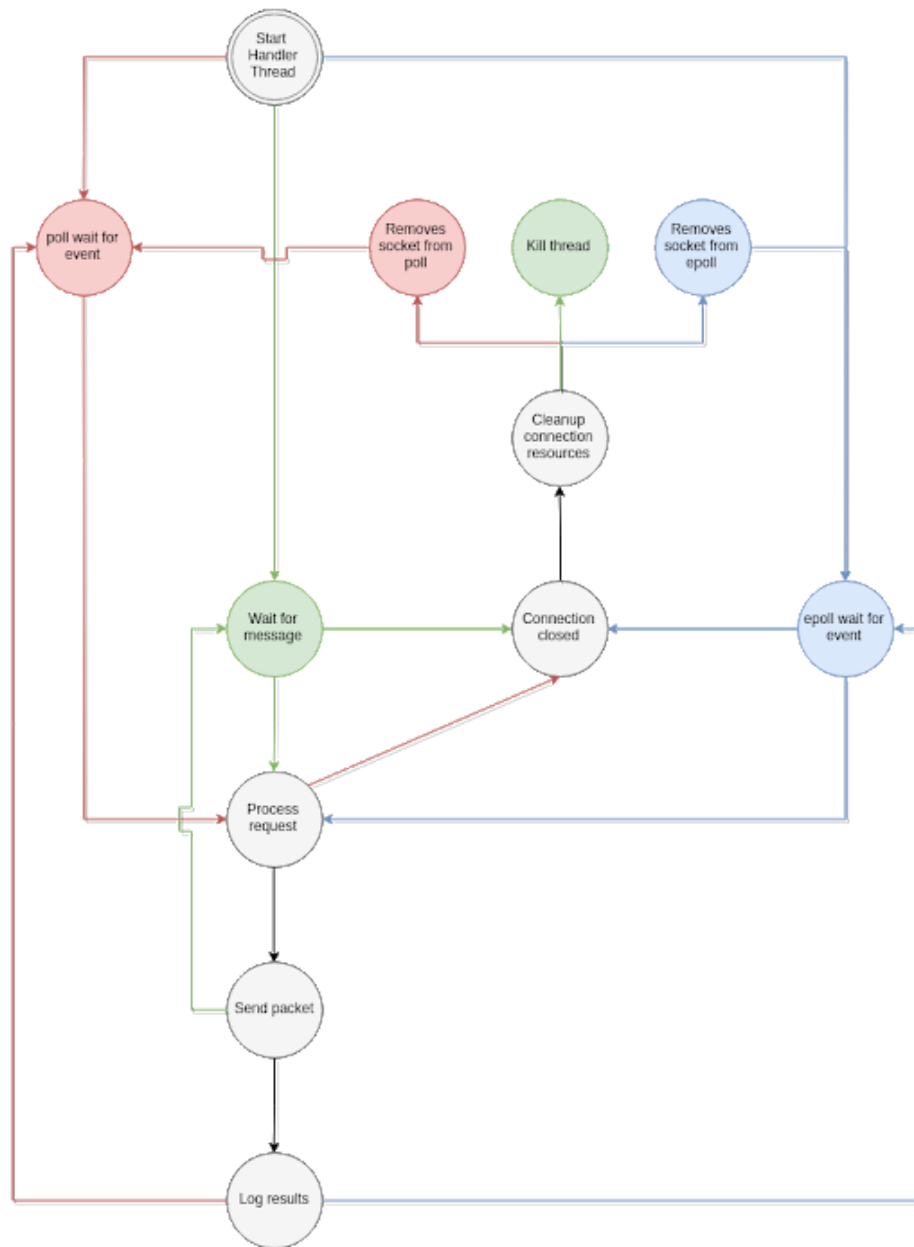 Start
Handler
Thread
poll wait for
event
Removes
socket from
poll
Kill thread
Removes
socket from
epoll
Cleanup
connection
resources
Wait for
message
Connection
closed
epoll wait for
event
Process
request
Send packet
Log results